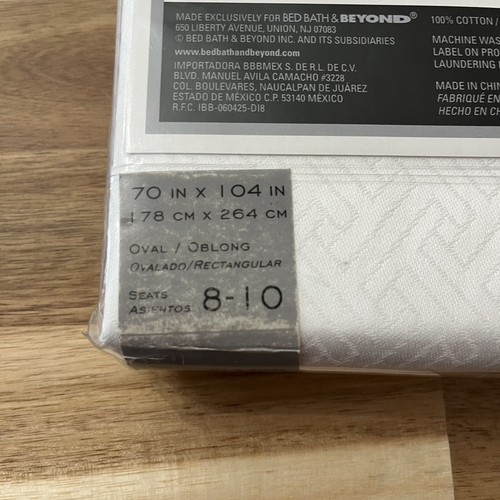 MADE EXCLUSIVELY FOR BED BATH & BEYOND®
650 LIBERTY AVENUE, UNION, NJ 07083
© BED BATH & BEYOND INC. AND ITS SUBSIDIARIES
www.bedbathandbeyond.com
IMPORTADORA BBBMEX S. DE R.L. DE C.V.
BLVD. MANUEL AVILA CAMACHO #3228
COL. BOULEVARES, NAUCALPAN DE JUÁREZ
ESTADO DE MÉXICO C.P. 53140 MÉXICO
R.F.C. IBB-060425-DI8
100% COTTON /
MACHINE WAS
LABEL ON PRO
LAUNDERING
MADE IN CHIN
FABRIQUÉ EN
HECHO EN CH
70 IN X 104 IN
178 CM X 264 CM
OVAL / OBLONG
OVALADO/RECTANGULAR
SEATS
ASIENTOS
8-10